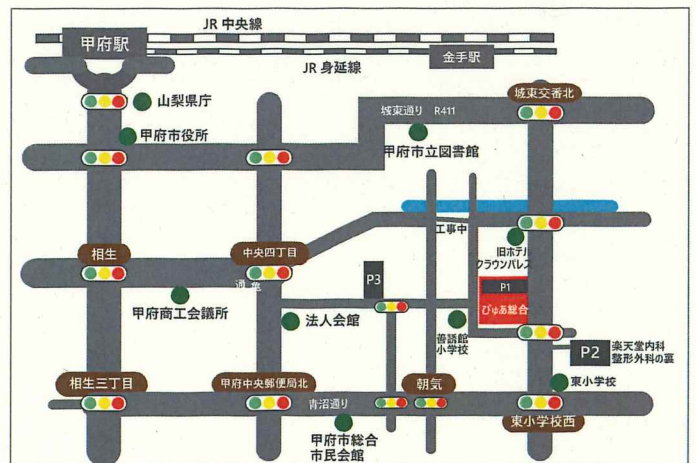 JR 中央線
甲府駅
JR 身延線
金手駅
城東交番北
山梨県庁
城東通り R411
甲府市役所
甲府市立図書館
工事中
旧ホテル
クラウンパレス
相生
中央四丁目
P3
P1
ぴゅあ総合
甲府商工会議所
法人会館
善誘館
小学校
P2
楽天堂内科
整形外科の裏
東小学校
相生三丁目
甲府中央郵便局北
青沼通り
朝気
東小学校西
甲府市総合
市民会館